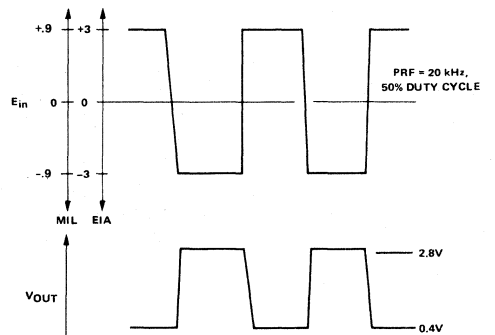 +.9 +3
PRF = 20 kHz,
50% DUTY CYCLE
Ein 0 0
-.9 -3
MIL EIA
2.8V
VOUT
0.4V